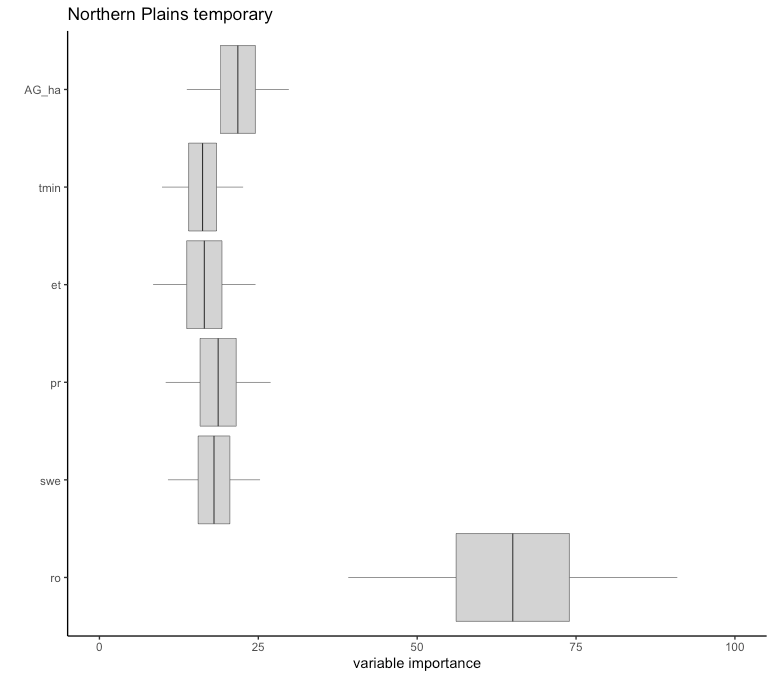 Northern Plains temporary
AG_ha
tmin
et
pr
swe
ro
0 25 50 75 100
variable importance